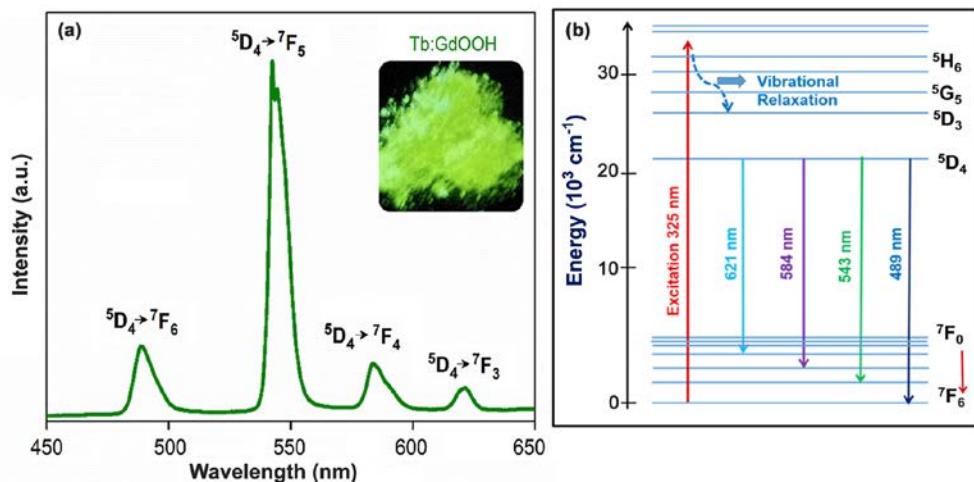 (a)
⁵D₄→⁷F₅
Tb:GdOOH
⁵D₄→⁷F₆
⁵D₄→⁷F₄
⁵D₄→⁷F₃
Intensity (a.u.)
450 500 550 600 650
Wavelength (nm)
(b)
Energy (10³ cm⁻¹)
30
20
10
0
Excitation 325 nm
Vibrational
Relaxation
621 nm
584 nm
543 nm
489 nm
⁵H₆
⁵G₅
⁵D₃
⁵D₄
⁷F₀
⁷F₆